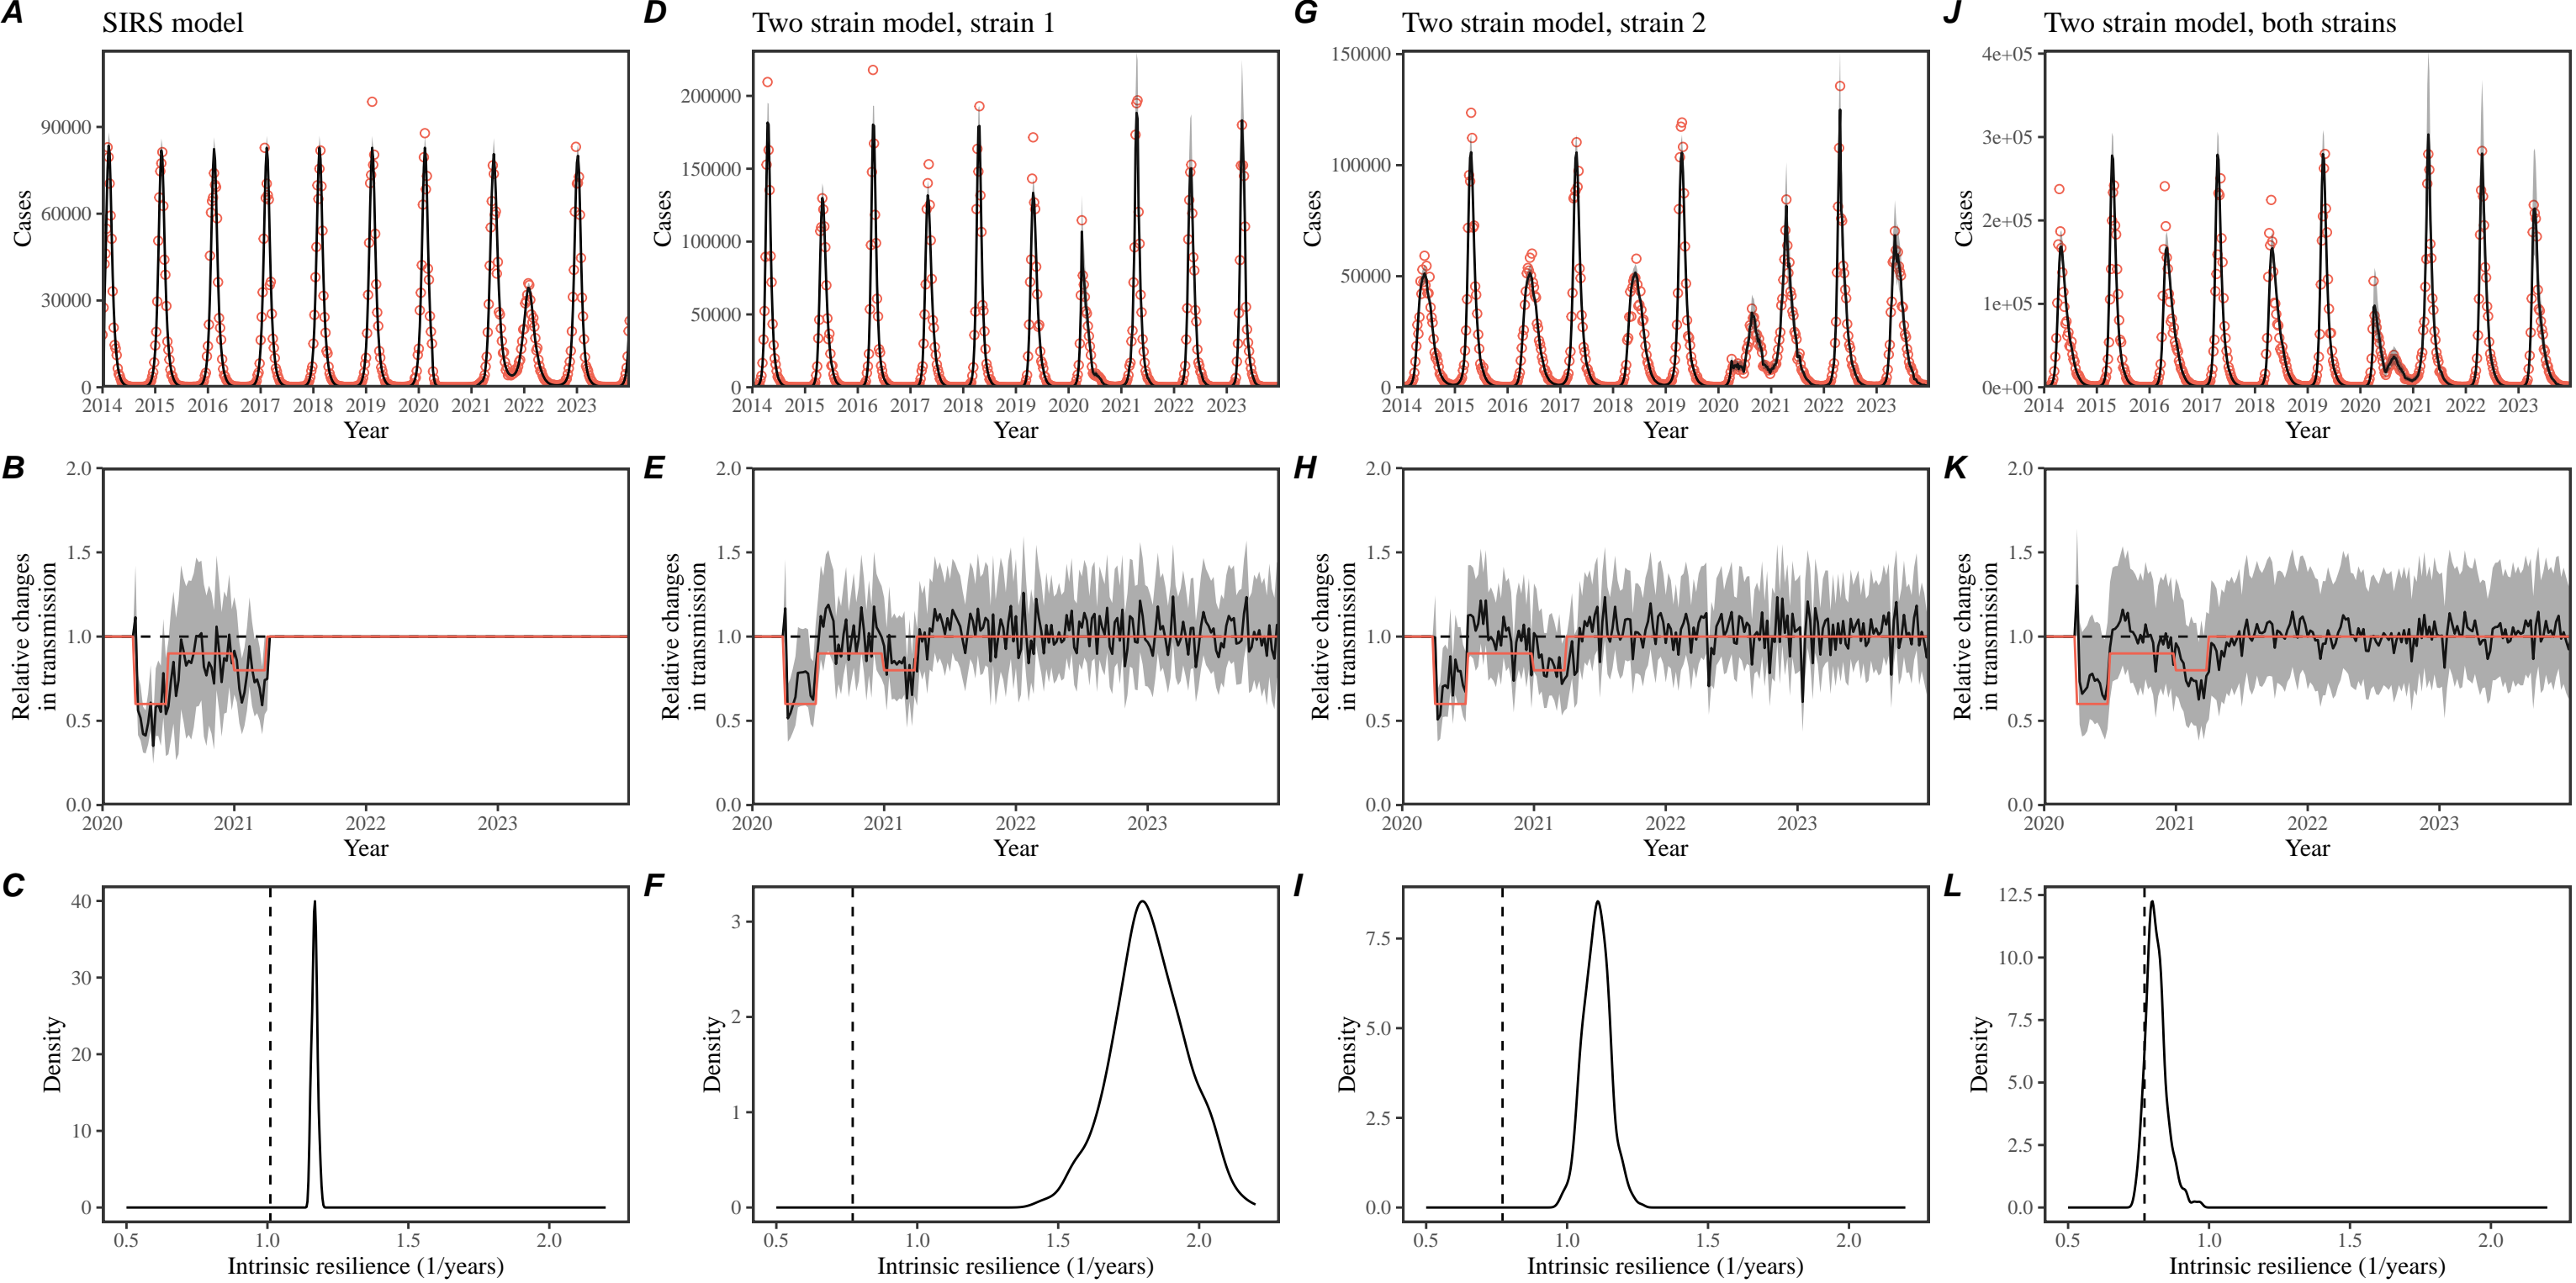 A SIRS model
90000
60000
30000
0
Cases
2014 2015 2016 2017 2018 2019 2020 2021 2022 2023
Year
D Two strain model, strain 1
200000
150000
100000
50000
0
Cases
2014 2015 2016 2017 2018 2019 2020 2021 2022 2023
Year
G Two strain model, strain 2
150000
100000
50000
0
Cases
2014 2015 2016 2017 2018 2019 2020 2021 2022 2023
Year
J Two strain model, both strains
4e+05
3e+05
2e+05
1e+05
0e+00
Cases
2014 2015 2016 2017 2018 2019 2020 2021 2022 2023
Year
B
2.0
1.5
1.0
0.5
0.0
Relative changes
in transmission
2020 2021 2022 2023
Year
E
2.0
1.5
1.0
0.5
0.0
Relative changes
in transmission
2020 2021 2022 2023
Year
H
2.0
1.5
1.0
0.5
0.0
Relative changes
in transmission
2020 2021 2022 2023
Year
K
2.0
1.5
1.0
0.5
0.0
Relative changes
in transmission
2020 2021 2022 2023
Year
C
40
30
20
10
0
Density
0.5 1.0 1.5 2.0
Intrinsic resilience (1/years)
F
3
2
1
0
Density
0.5 1.0 1.5 2.0
Intrinsic resilience (1/years)
I
7.5
5.0
2.5
0.0
Density
0.5 1.0 1.5 2.0
Intrinsic resilience (1/years)
L
12.5
10.0
7.5
5.0
2.5
0.0
Density
0.5 1.0 1.5 2.0
Intrinsic resilience (1/years)